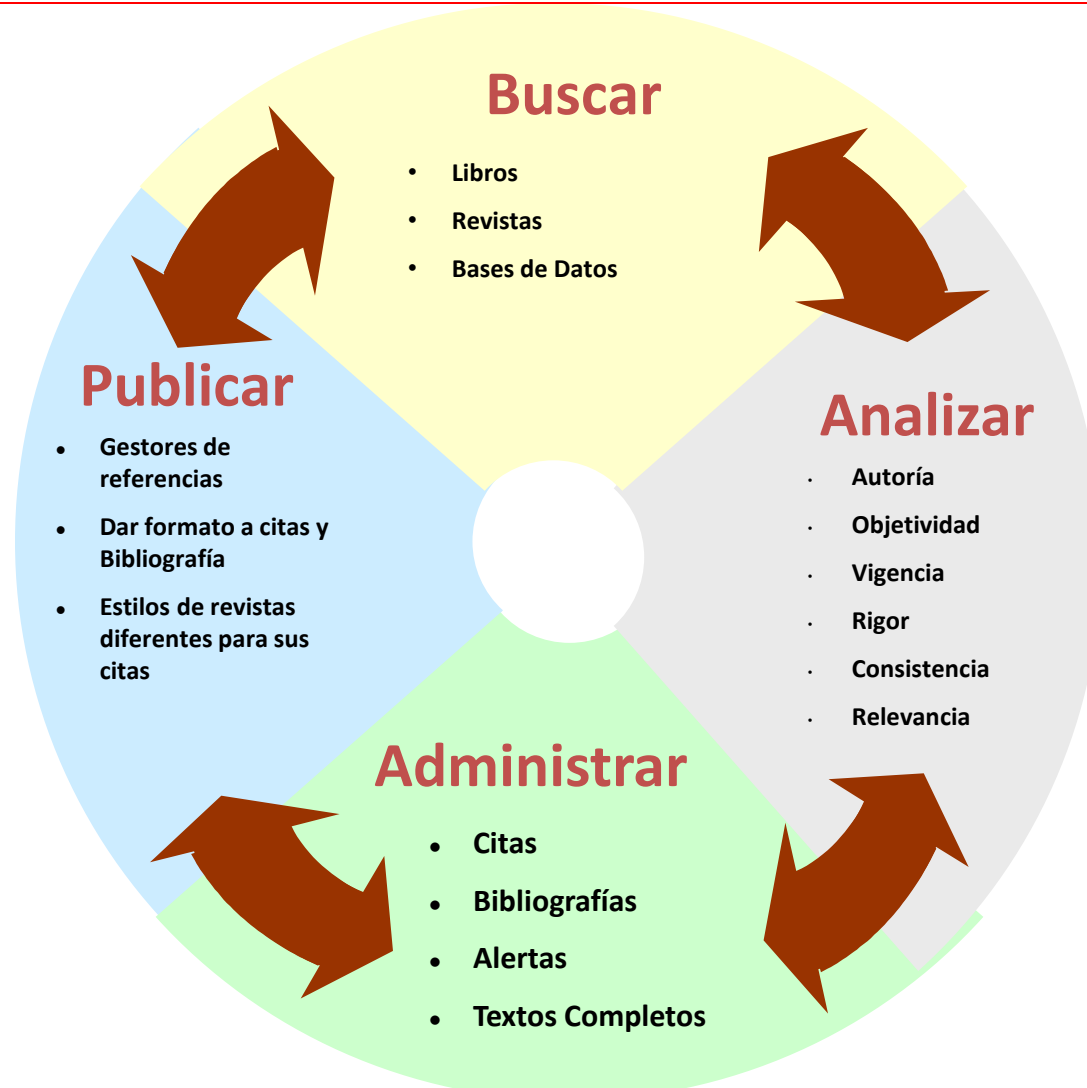 Buscar
• Libros
• Revistas
• Bases de Datos
Publicar
• Gestores de
referencias
• Dar formato a citas y
Bibliografía
• Estilos de revistas
diferentes para sus
citas
Analizar
• Autoría
• Objetividad
• Vigencia
• Rigor
• Consistencia
• Relevancia
Administrar
• Citas
• Bibliografías
• Alertas
• Textos Completos